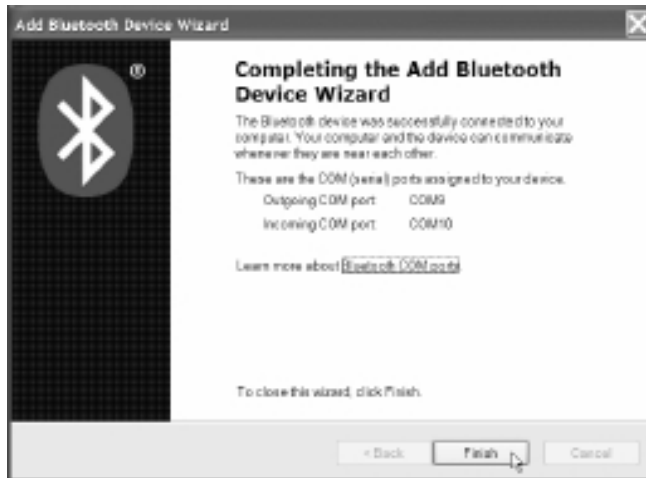 Add Bluetooth Device Wizard
®
Completing the Add Bluetooth
Device Wizard
The Bluetooth device was successfully connected to your
computer. Your computer and the device can communicate
whenever they are near each other.
These are the COM (serial) ports assigned to your device.
Outgoing COM port: COM9
Incoming COM port: COM10
Learn more about Bluetooth COM ports.
To close this wizard, click Finish.
< Back Finish Cancel